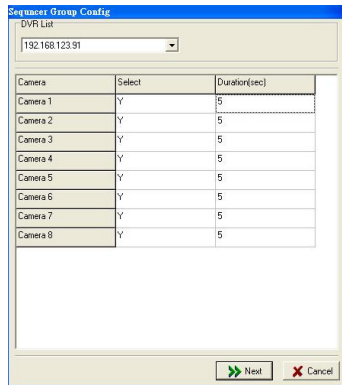 Sequncer Group Config
DVR List
192.168.123.91
Camera Select Duration(sec)
Camera 1 Y 5
Camera 2 Y 5
Camera 3 Y 5
Camera 4 Y 5
Camera 5 Y 5
Camera 6 Y 5
Camera 7 Y 5
Camera 8 Y 5
Next Cancel